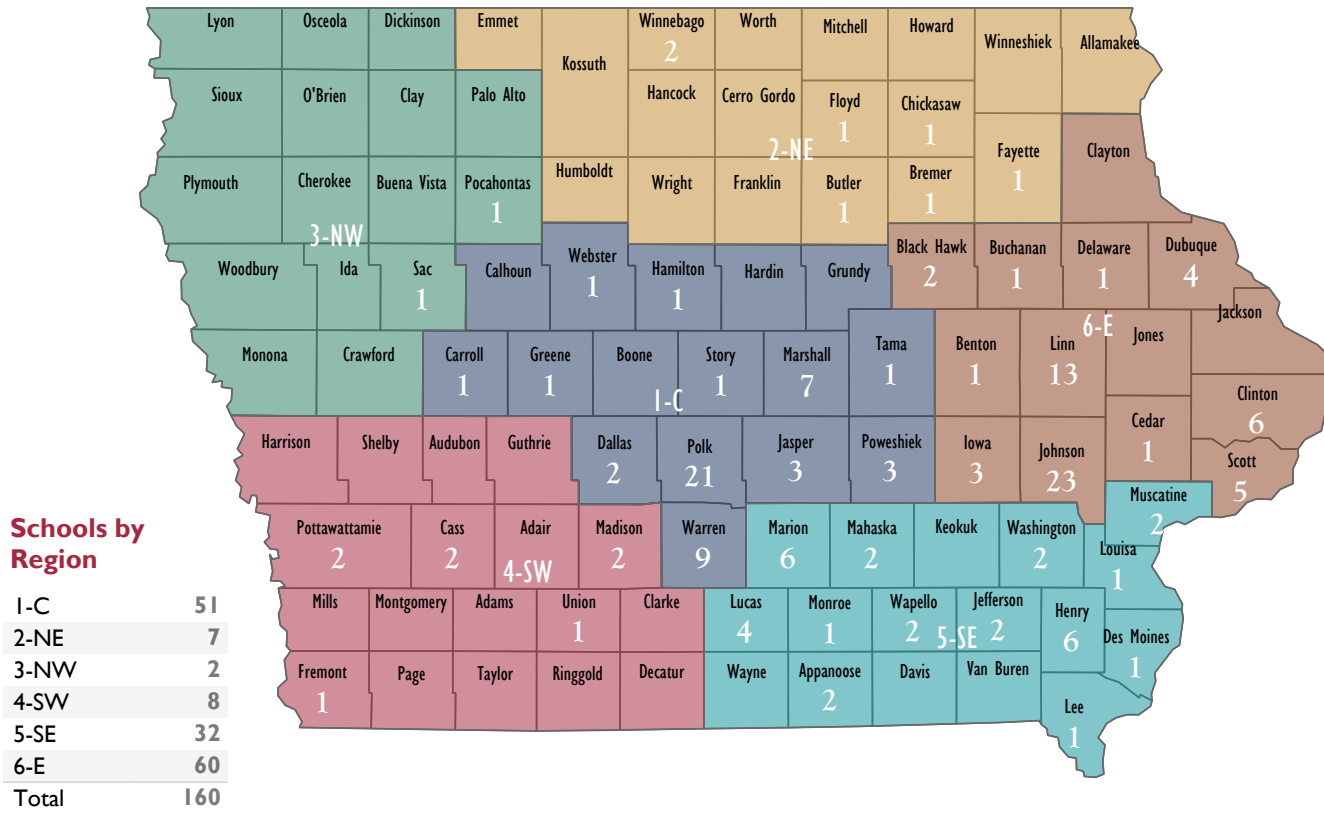 Lyon Osceola Dickinson Emmet Winnebago Worth Mitchell Howard Winneshiek Allamakee
2
Kossuth
Sioux O'Brien Clay Palo Alto Hancock Cerro Gordo Floyd Chickasaw
1 1
2-NE
Plymouth Cherokee Buena Vista Pocahontas Humboldt Wright Franklin Butler Bremer Fayette Clayton
1 1 1 1
3-NW
Woodbury Ida Sac Calhoun Webster Hamilton Hardin Grundy Black Hawk Buchanan Delaware Dubuque
1 1 1 2 1 1 4
6-E
Monona Crawford Carroll Greene Boone Story Marshall Tama Benton Linn Jones Jackson
1 1 1 7 1 1 13
1-C
Harrison Shelby Audubon Guthrie Dallas Polk Jasper Poweshiek Iowa Johnson Cedar Clinton
2 21 3 3 3 23 1 6
Scott
5
Schools by
Region
Pottawattamie Cass Adair Madison Warren Marion Mahaska Keokuk Washington Louisa Muscatine
2 2 2 9 6 2 2 1 2
4-SW
Mills Montgomery Adams Union Clarke Lucas Monroe Wapello Jefferson Henry Des Moines
1 4 1 2 2 6 1
5-SE
Fremont Page Taylor Ringgold Decatur Wayne Appanoose Davis Van Buren Lee
1 2 1
1-C 51
2-NE 7
3-NW 2
4-SW 8
5-SE 32
6-E 60
Total 160